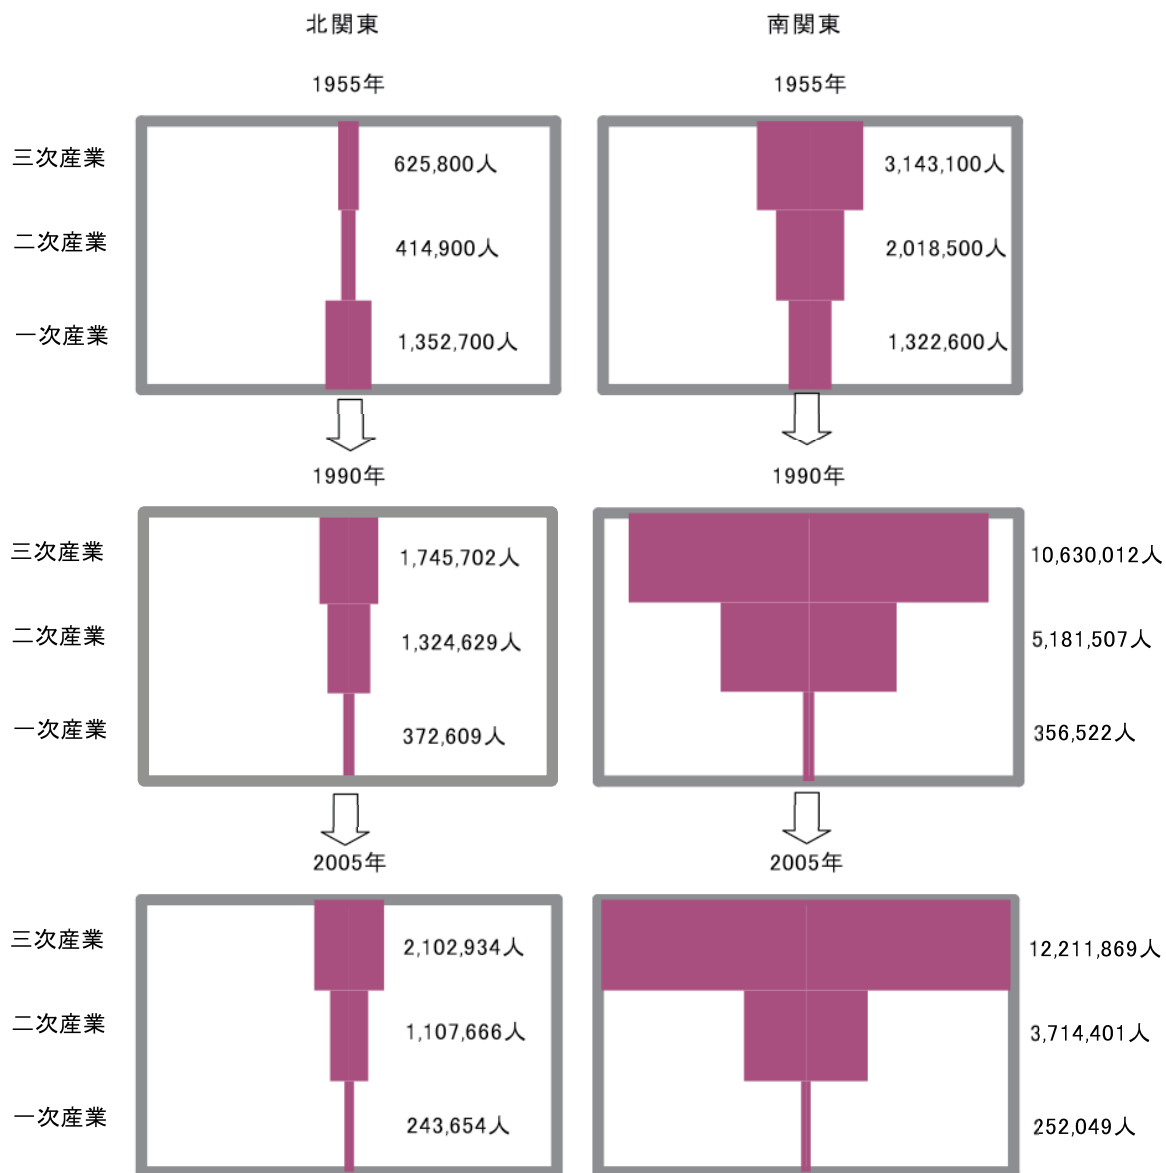 北関東
南関東
1955年
1955年
三次産業
625,800人
3,143,100人
二次産業
414,900人
2,018,500人
一次産業
1,352,700人
1,322,600人
1990年
1990年
三次産業
1,745,702人
10,630,012人
二次産業
1,324,629人
5,181,507人
一次産業
372,609人
356,522人
2005年
2005年
三次産業
2,102,934人
12,211,869人
二次産業
1,107,666人
3,714,401人
一次産業
243,654人
252,049人